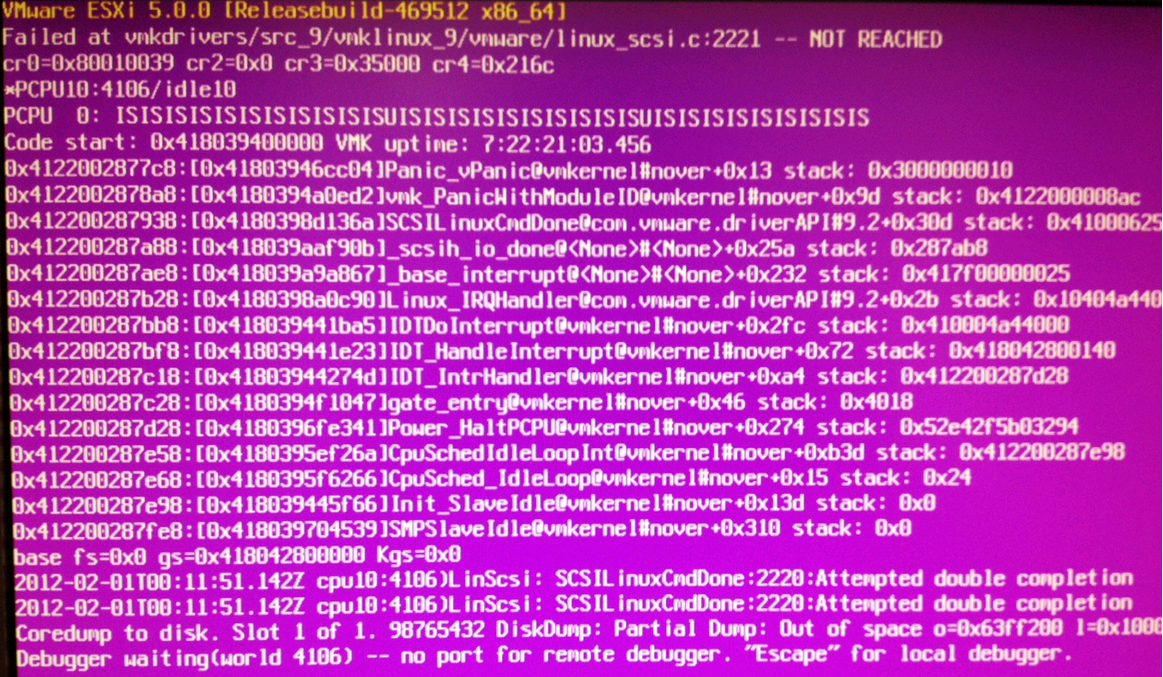 VMware ESXi 5.0.0 [Releasebuild-469512 x86_64]
Failed at vmkdrivers/src_9/vmklinux_9/vmware/linux_scsi.c:2221 -- NOT REACHED
cr0=0x80010039 cr2=0x0 cr3=0x35000 cr4=0x216c
*PCPU10:4106/idle10
PCPU  0: ISISISISISISISISISISISUISISISISISISISISISISISUISISISISISISISISIS
Code start: 0x418039400000 VMK uptime: 7:22:21:03.456
0x4122002877c8:[0x41803946cc04]Panic_vPanic@vmkernel#nover+0x13 stack: 0x3000000010
0x4122002878a8:[0x4180394a0ed2]vmk_PanicWithModuleID@vmkernel#nover+0x9d stack: 0x4122000008ac
0x412200287938:[0x4180398d136a]SCSILinuxCmdDone@com.vmware.driverAPI#9.2+0x30d stack: 0x41000625
0x412200287a88:[0x418039aaf90b]_scsih_io_done@<None>#<None>+0x25a stack: 0x287ab8
0x412200287ae8:[0x418039a9a867]_base_interrupt@<None>#<None>+0x232 stack: 0x417f00000025
0x412200287b28:[0x4180398a0c90]Linux_IRQHandler@com.vmware.driverAPI#9.2+0x2b stack: 0x10404a440
0x412200287bb8:[0x418039441ba5]IDTDoInterrupt@vmkernel#nover+0x2fc stack: 0x410004a44000
0x412200287bf8:[0x418039441e23]IDT_HandleInterrupt@vmkernel#nover+0x72 stack: 0x418042800140
0x412200287c18:[0x41803944274d]IDT_IntrHandler@vmkernel#nover+0xa4 stack: 0x412200287d28
0x412200287c28:[0x4180394f1047]gate_entry@vmkernel#nover+0x46 stack: 0x4018
0x412200287d28:[0x4180396fe341]Power_HaltPCPU@vmkernel#nover+0x274 stack: 0x52e42f5b03294
0x412200287e58:[0x4180395ef26a]CpuSchedIdleLoopInt@vmkernel#nover+0xb3d stack: 0x412200287e98
0x412200287e68:[0x4180395f6266]CpuSched_IdleLoop@vmkernel#nover+0x15 stack: 0x24
0x412200287e98:[0x418039445f66]Init_SlaveIdle@vmkernel#nover+0x13d stack: 0x0
0x412200287fe8:[0x418039704539]SMPSlaveIdle@vmkernel#nover+0x310 stack: 0x0
base fs=0x0 gs=0x418042800000 Kgs=0x0
2012-02-01T00:11:51.142Z cpu10:4106)LinScsi: SCSILinuxCmdDone:2220:Attempted double completion
2012-02-01T00:11:51.142Z cpu10:4106)LinScsi: SCSILinuxCmdDone:2220:Attempted double completion
Coredump to disk. Slot 1 of 1. 98765432 DiskDump: Partial Dump: Out of space o=0x63ff200 l=0x1000
Debugger waiting(world 4106) -- no port for remote debugger. "Escape" for local debugger.